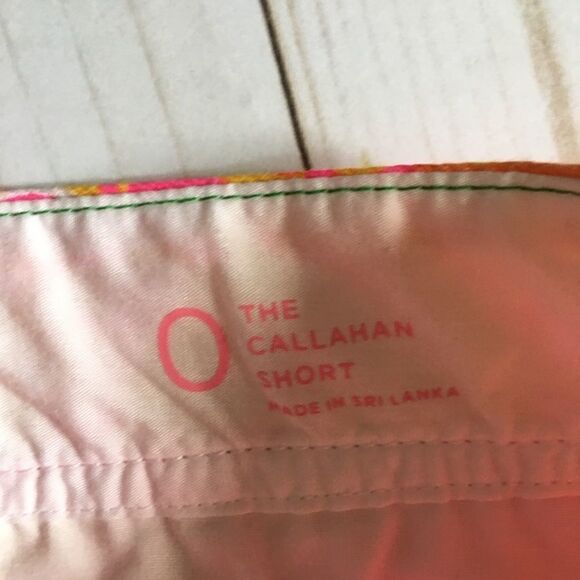 0
THE
CALLAHAN
SHORT
MADE IN SRI LANKA